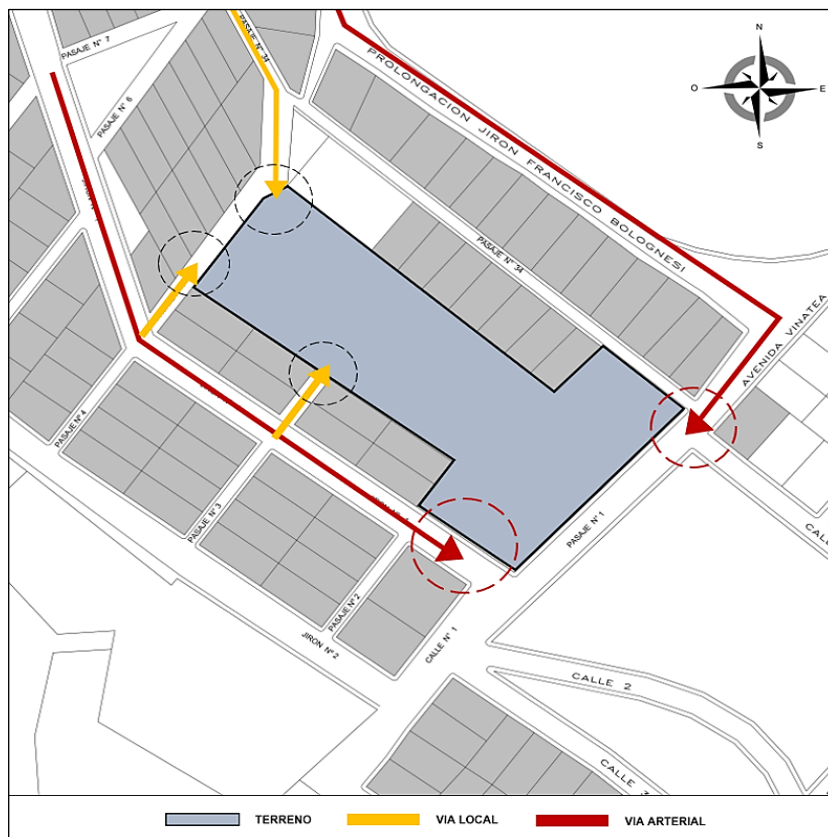 PASAJE N° 7
PASAJE N° 34
N
O
E
S
PASAJE N° 6
PROLONGACION JIRON FRANCISCO BOLOGNESI
PASAJE N° 34
AVENIDA VINATEA
PASAJE N° 4
PASAJE N° 3
PASAJE N° 1
PASAJE N° 2
JIRON N° 2
CALLE N° 1
CALLE 2
CALLE
TERRENO
VIA LOCAL
VIA ARTERIAL